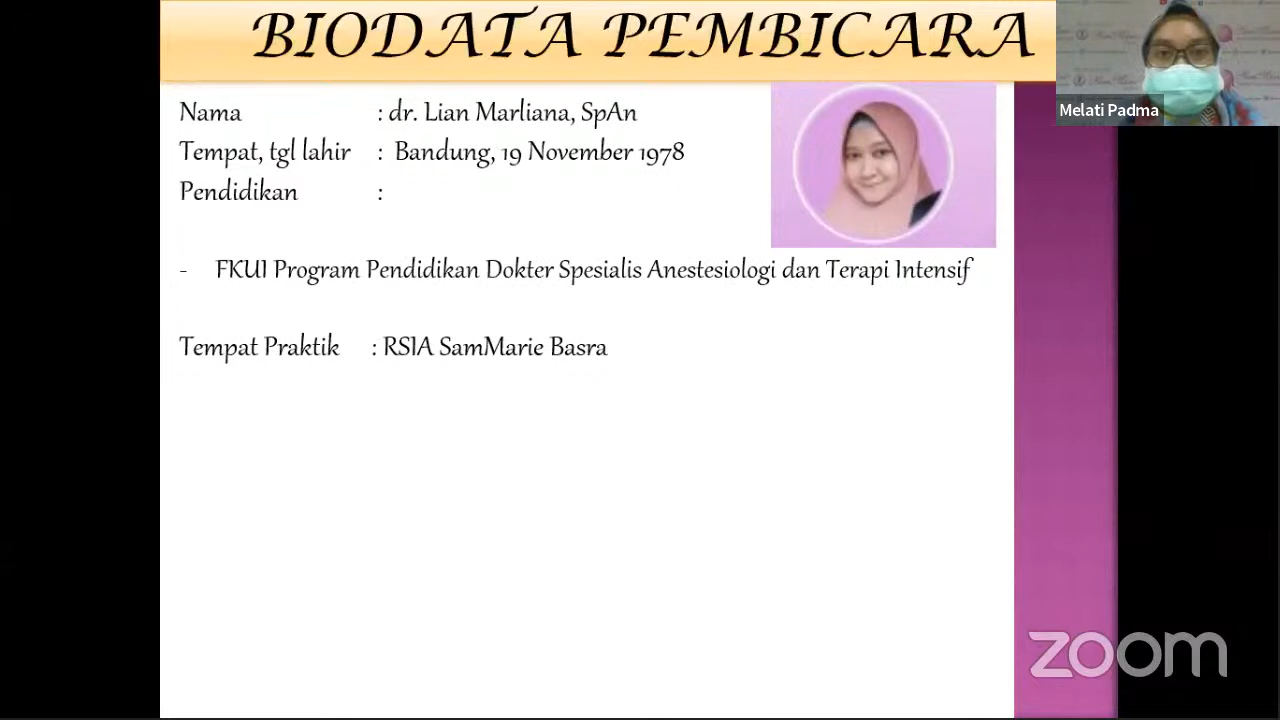 BIODATA PEMBICARA
Nama : dr. Lian Marliana, SpAn
Tempat, tgl lahir : Bandung, 19 November 1978
Pendidikan :
- FKUI Program Pendidikan Dokter Spesialis Anestesiologi dan Terapi Intensif
Tempat Praktik : RSIA SamMarie Basra
Melati Padma
zoom